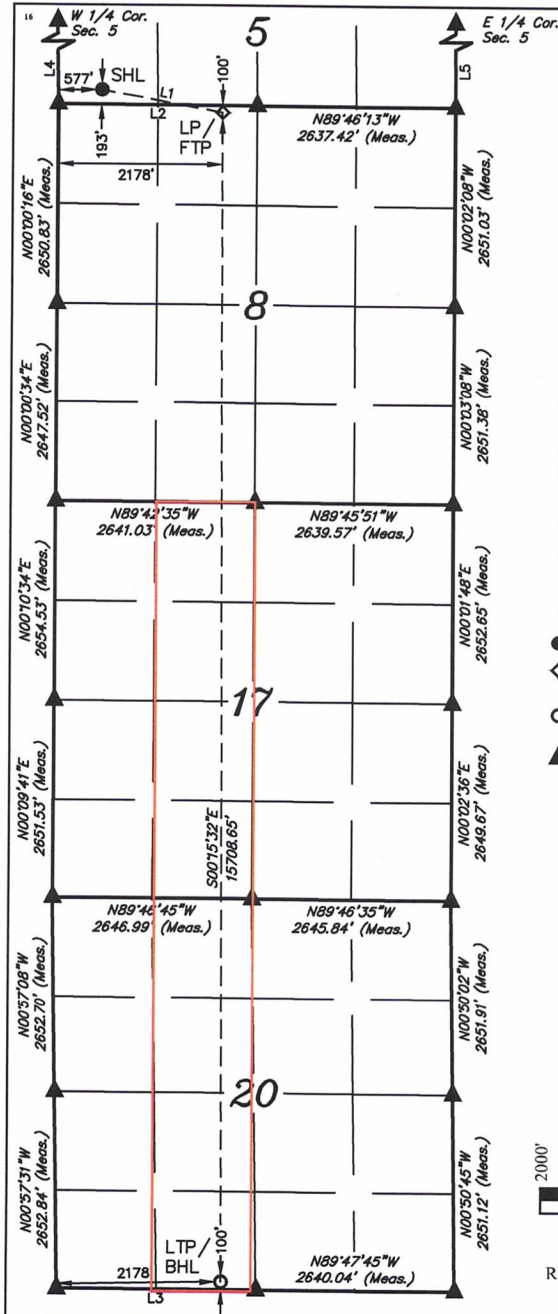 16
W 1/4 Cor.
Sec. 5
5
E 1/4 Cor.
Sec. 5
L4
L5
577'
SHL
L1
100'
L2
LP/
FTP
193'
N89°46'13"W
2637.42' (Meas.)
2178'
N00°00'16"E
2650.83' (Meas.)
N00°02'08"W
2651.03' (Meas.)
8
N00°00'34"E
2647.52' (Meas.)
N00°03'08"W
2651.38' (Meas.)
N89°42'35"W
2641.03' (Meas.)
N89°45'51"W
2639.57' (Meas.)
N00°10'34"E
2654.53' (Meas.)
N00°01'48"E
2652.65' (Meas.)
17
N00°09'41"E
2651.53' (Meas.)
S00°15'32"E
15708.65'
N00°02'36"E
2649.67' (Meas.)
2646.99' (Meas.)
N89°46'35"W
2645.84' (Meas.)
N00°57'08"W
2652.70' (Meas.)
N00°50'02"W
2651.91' (Meas.)
20
N00°57'31"W
2652.84' (Meas.)
N00°50'45"W
2651.12' (Meas.)
2000'
LTP/
BHL
100'
2178'
N89°47'45"W
2640.04' (Meas.)
L3
R